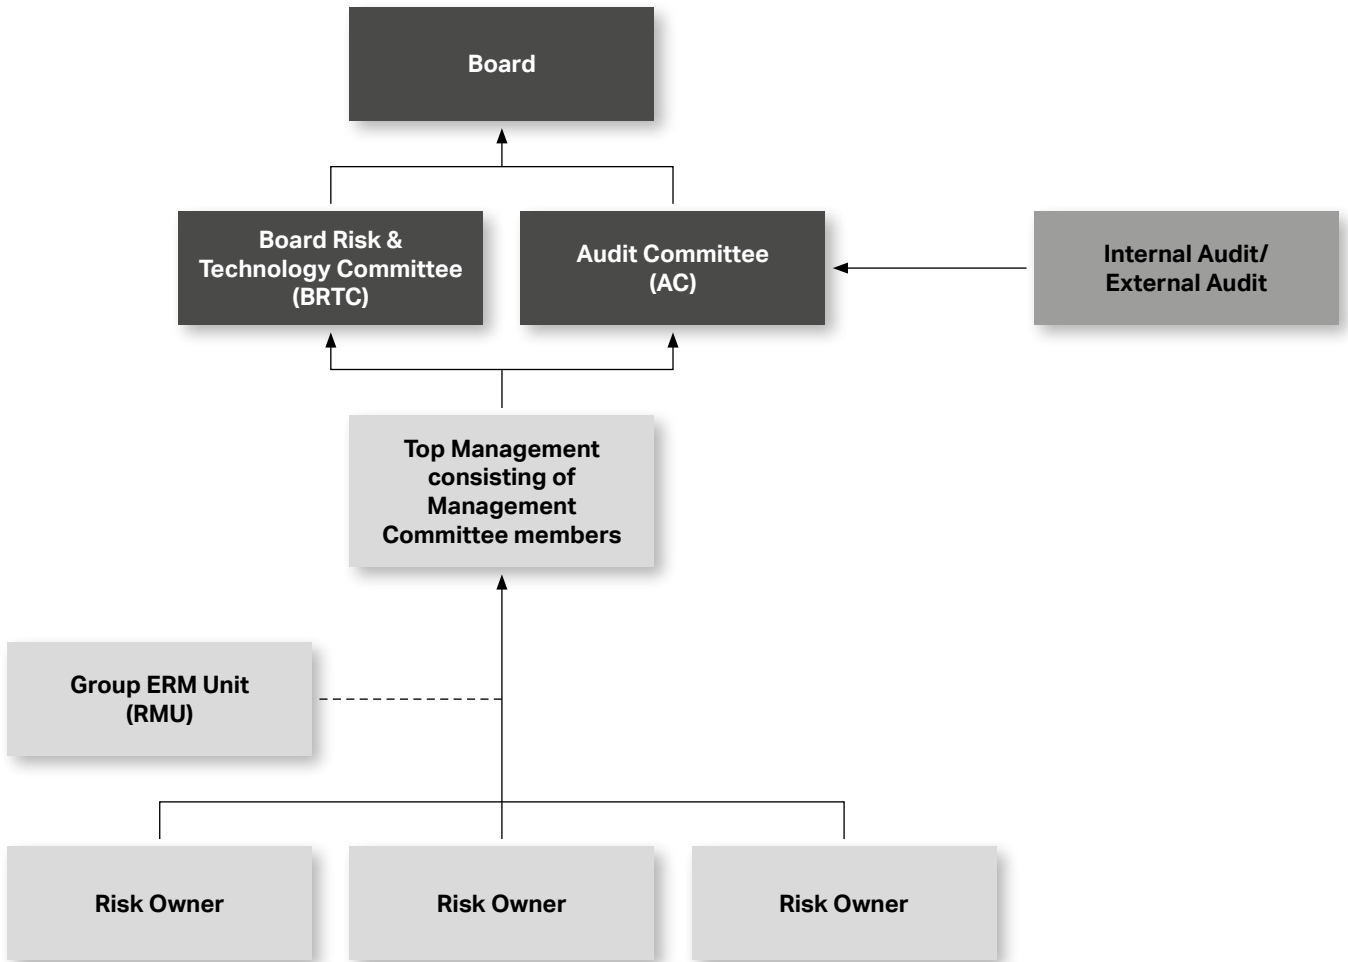 Board
Board Risk &
Technology Committee
(BRTC)
Audit Committee
(AC)
Internal Audit/
External Audit
Top Management
consisting of
Management
Committee members
Group ERM Unit
(RMU)
Risk Owner
Risk Owner
Risk Owner